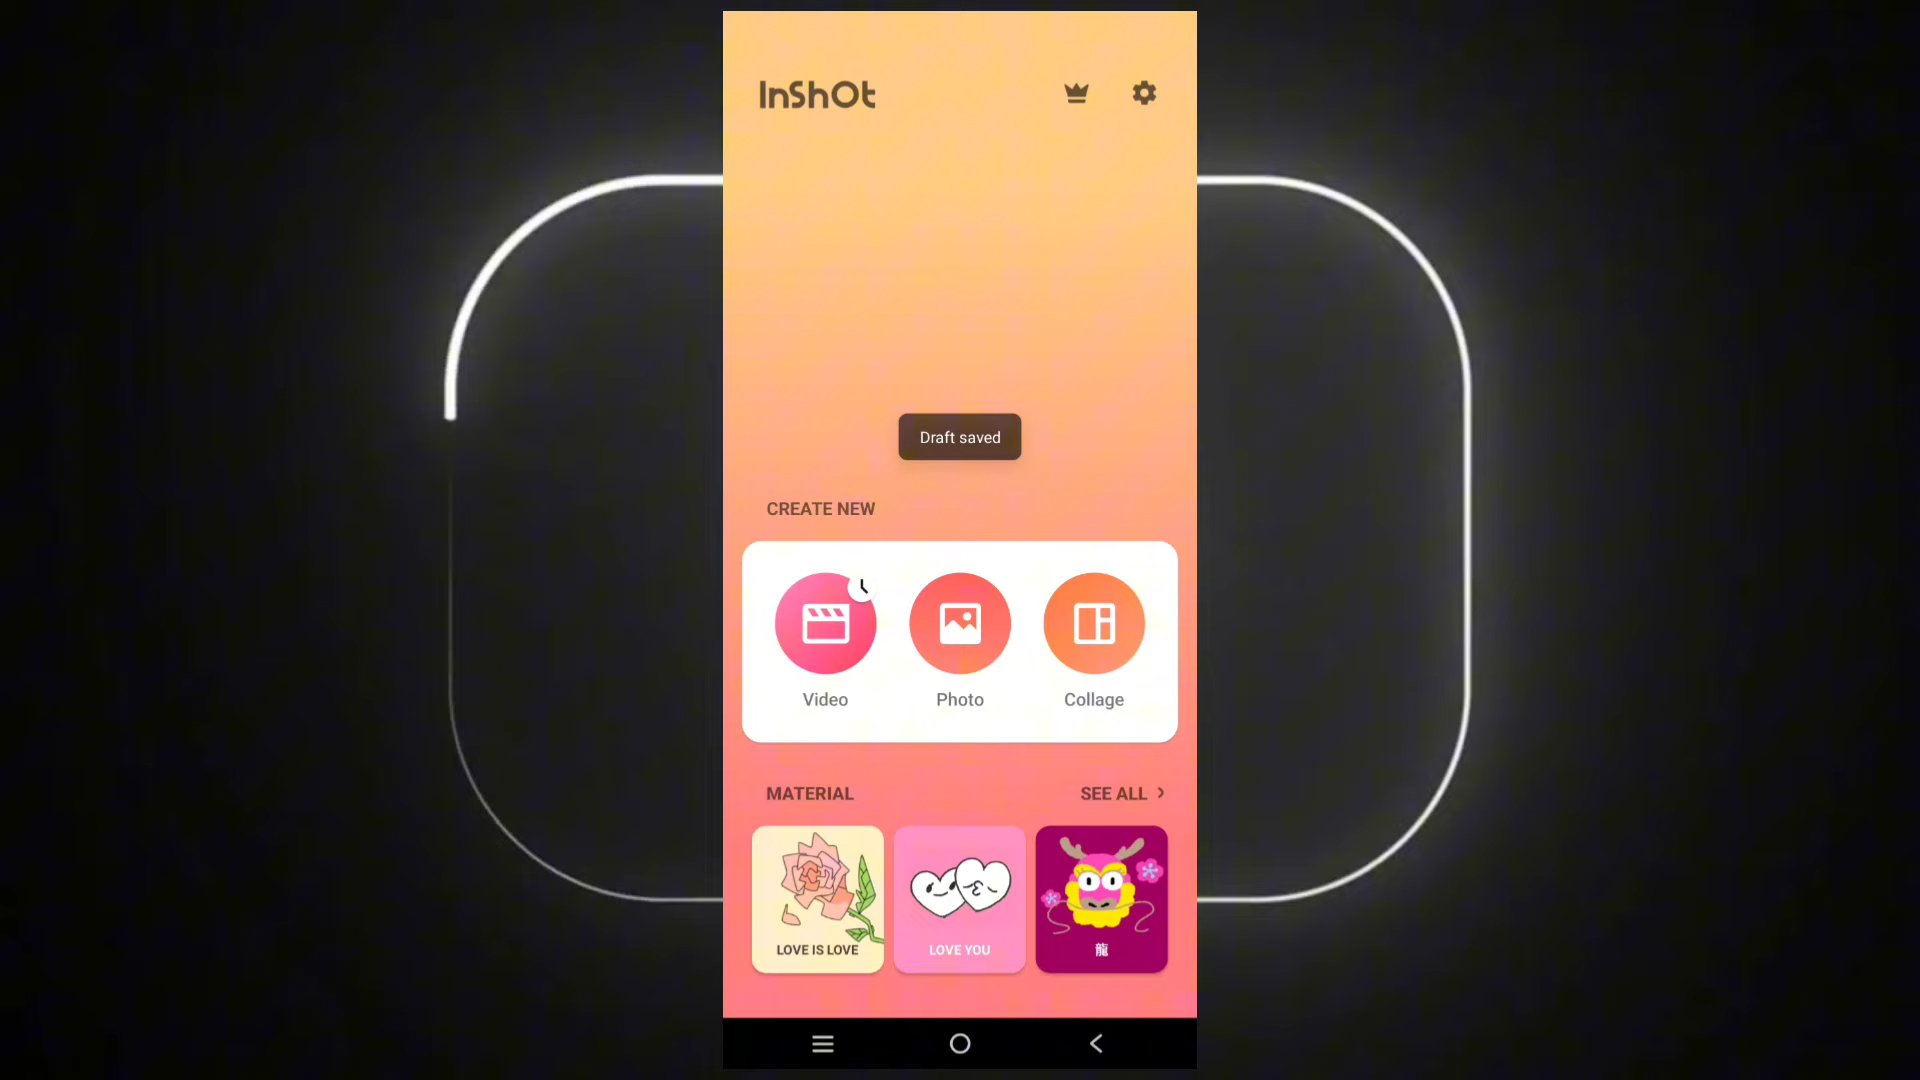 InShOt
Draft saved
CREATE NEW
Video
Photo
Collage
MATERIAL
SEE ALL
LOVE IS LOVE
LOVE YOU
龍